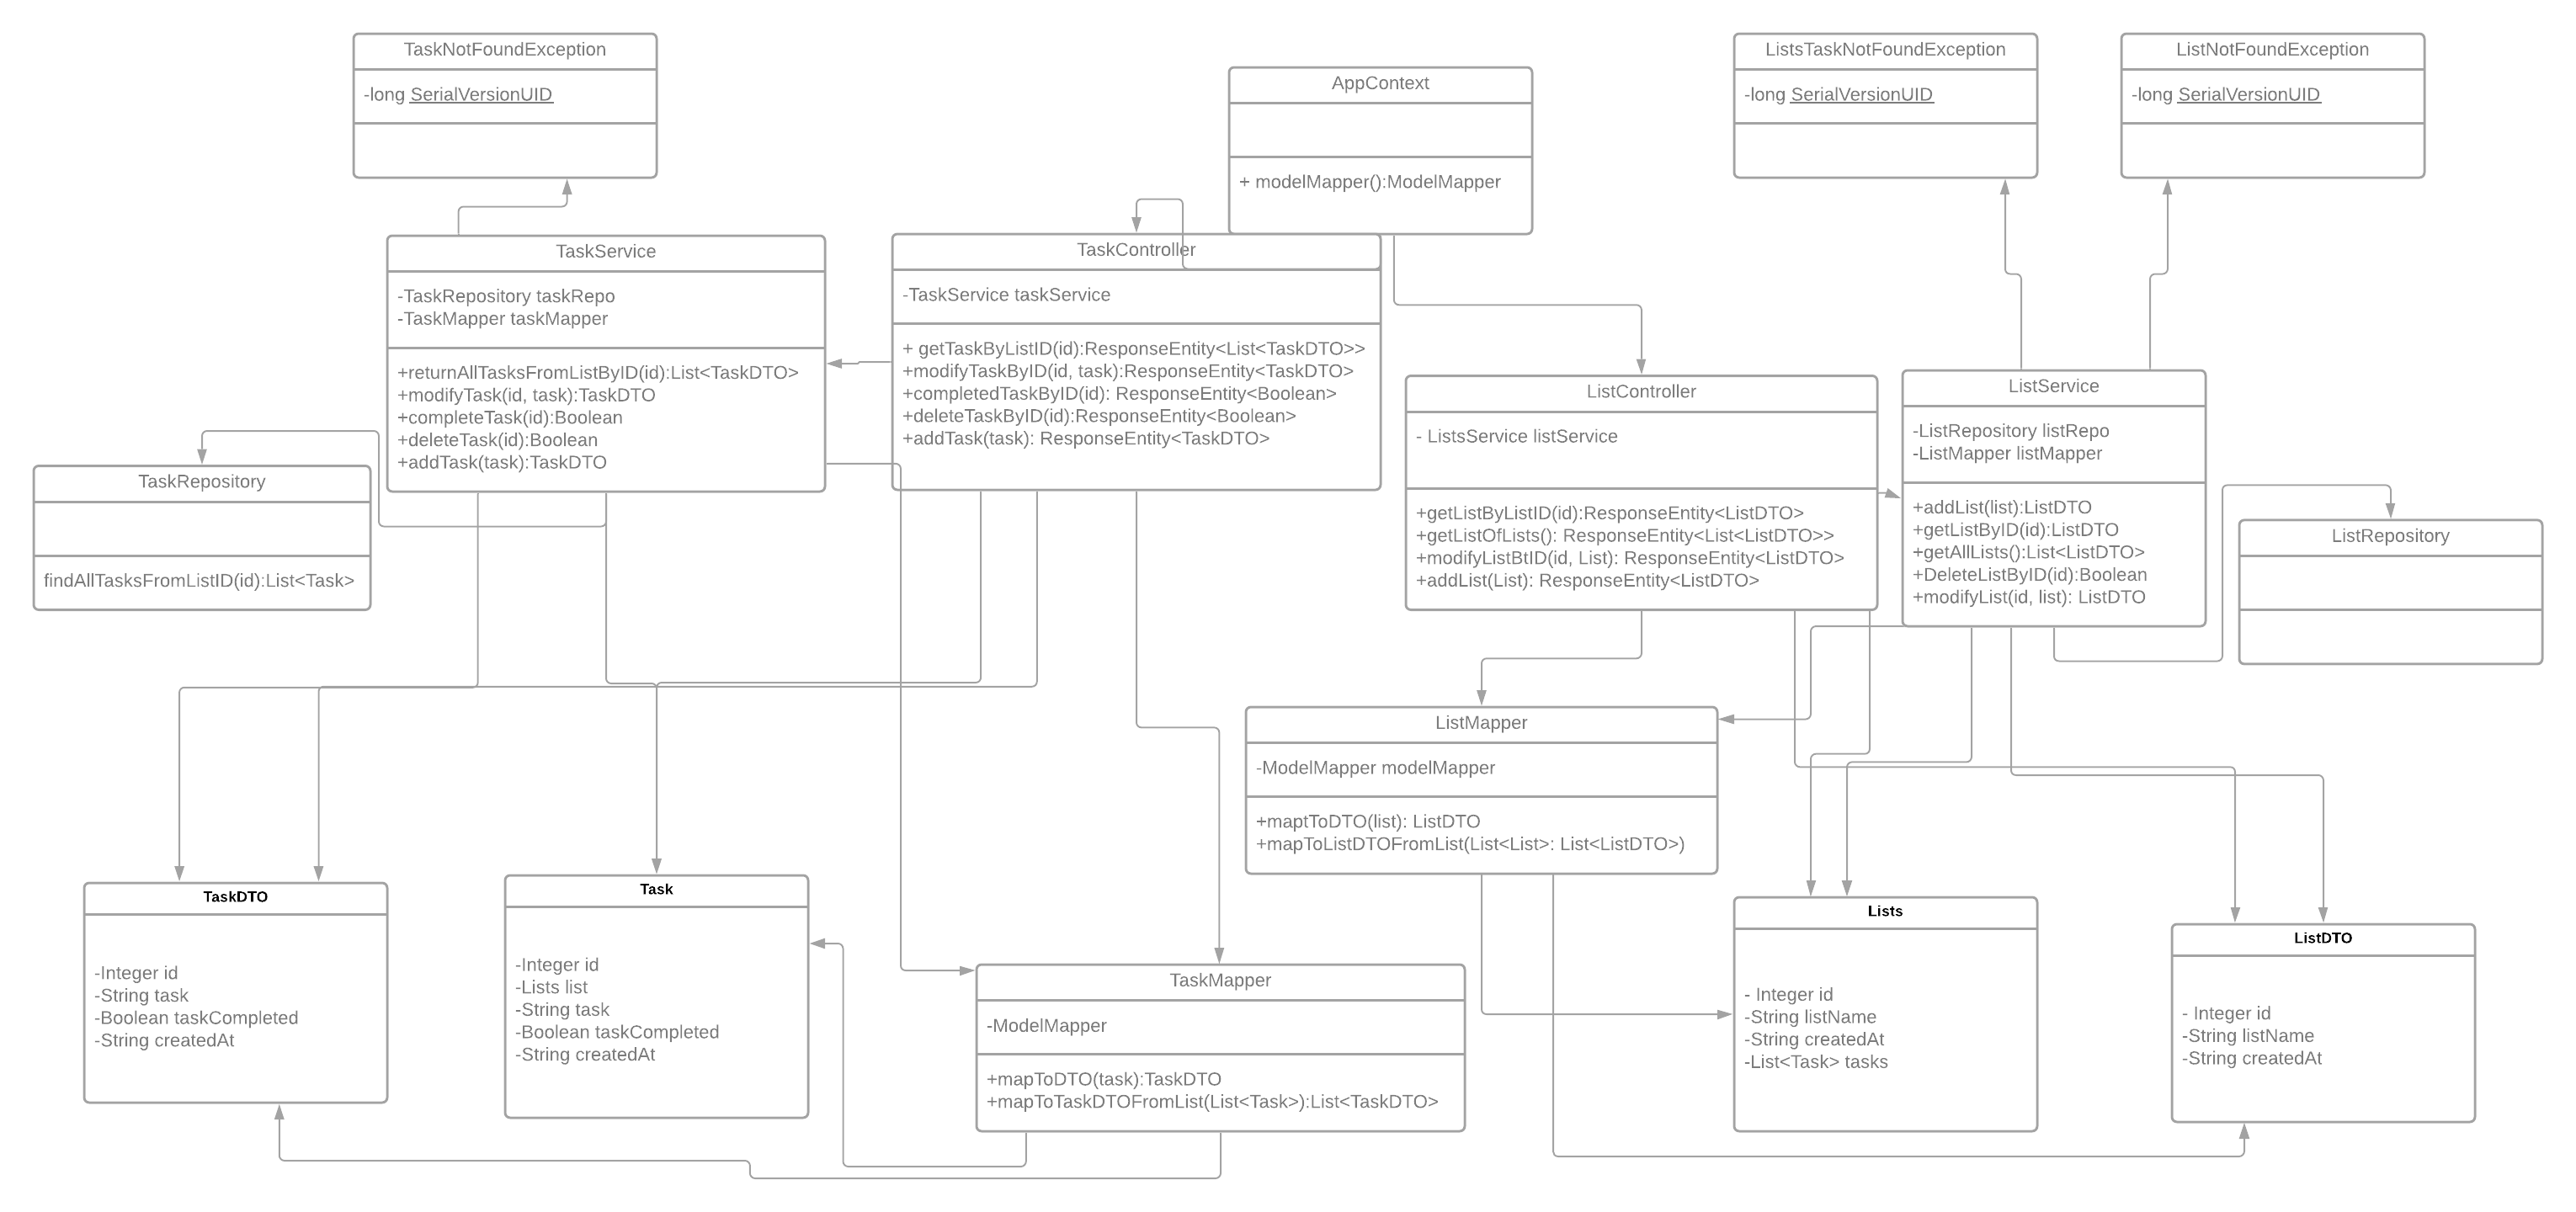 TaskNotFoundException
-long SerialVersionUID
AppContext
+ modelMapper():ModelMapper
ListsTaskNotFoundException
-long SerialVersionUID
ListNotFoundException
-long SerialVersionUID
TaskService
-TaskRepository taskRepo
-TaskMapper taskMapper
+returnAllTasksFromListByID(id):List<TaskDTO>
+modifyTask(id, task):TaskDTO
+completeTask(id):Boolean
+deleteTask(id):Boolean
+addTask(task):TaskDTO
TaskController
-TaskService taskService
+ getTaskByListID(id):ResponseEntity<List<TaskDTO>>
+modifyTaskByID(id, task):ResponseEntity<TaskDTO>
+completedTaskByID(id): ResponseEntity<Boolean>
+deleteTaskByID(id):ResponseEntity<Boolean>
+addTask(task): ResponseEntity<TaskDTO>
ListController
- ListsService listService
+getListByListID(id):ResponseEntity<ListDTO>
+getListOfLists(): ResponseEntity<List<ListDTO>>
+modifyListBtID(id, List): ResponseEntity<ListDTO>
+addList(List): ResponseEntity<ListDTO>
ListService
-ListRepository listRepo
-ListMapper listMapper
+addList(list):ListDTO
+getListByID(id):ListDTO
+getAllLists():List<ListDTO>
+DeleteListByID(id):Boolean
+modifyList(id, list): ListDTO
TaskRepository
findAllTasksFromListID(id):List<Task>
ListRepository
ListMapper
-ModelMapper modelMapper
+maptToDTO(list): ListDTO
+mapToListDTOFromList(List<List>: List<ListDTO>)
TaskDTO
-Integer id
-String task
-Boolean taskCompleted
-String createdAt
Task
-Integer id
-Lists list
-String task
-Boolean taskCompleted
-String createdAt
TaskMapper
-ModelMapper
+mapToDTO(task):TaskDTO
+mapToTaskDTOFromList(List<Task>):List<TaskDTO>
Lists
- Integer id
-String listName
-String createdAt
-List<Task> tasks
ListDTO
- Integer id
-String listName
-String createdAt